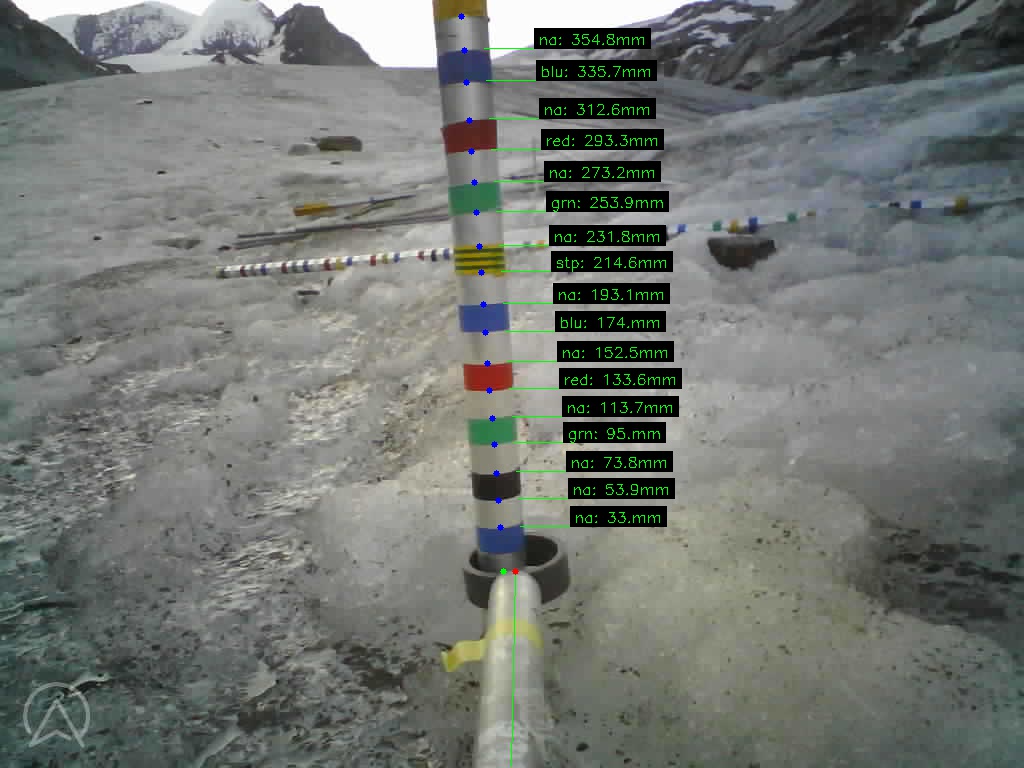 na: 354.8mm
blu: 335.7mm
na: 312.6mm
red: 293.3mm
na: 273.2mm
grn: 253.9mm
na: 231.8mm
stp: 214.6mm
na: 193.1mm
blu: 174.mm
na: 152.5mm
red: 133.6mm
na: 113.7mm
grn: 95.mm
na: 73.8mm
na: 53.9mm
na: 33.mm